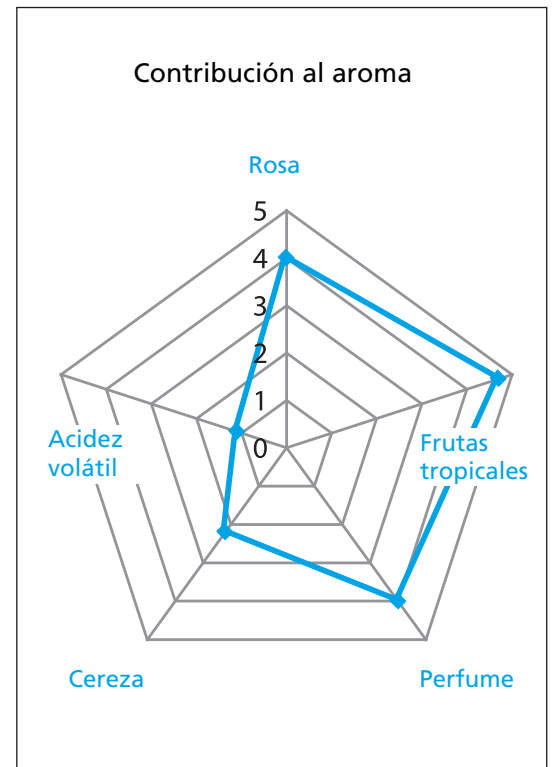 Contribución al aroma
Rosa
5
4
3
2
1
0
Acidez
volátil
Frutas
tropicales
Cereza
Perfume